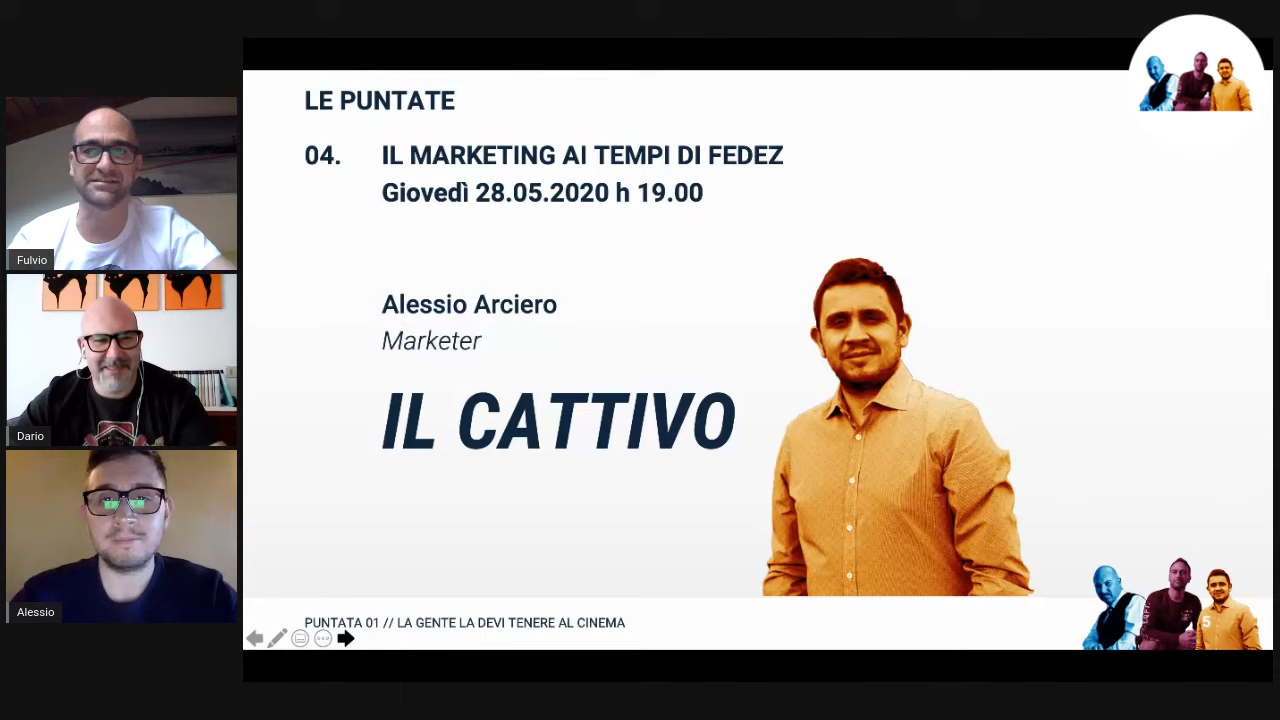 LE PUNTATE
04. IL MARKETING AI TEMPI DI FEDEZ
Giovedì 28.05.2020 h 19.00
Alessio Arciero
Marketer
IL CATTIVO
PUNTATA 01 // LA GENTE LA DEVI TENERE AL CINEMA
5
Fulvio
Dario
Alessio